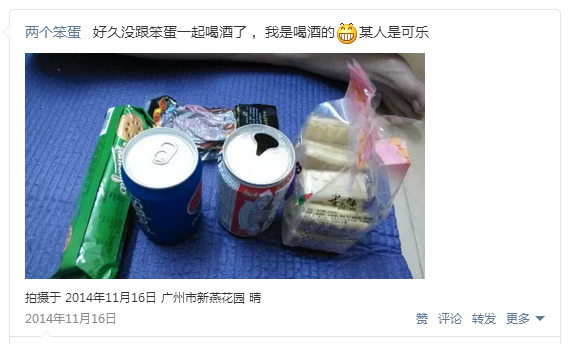 两个笨蛋 好久没跟笨蛋一起喝酒了，我是喝酒的 某人是可乐
拍摄于 2014年11月16日 广州市新燕花园 晴
2014年11月16日 赞 评论 转发 更多